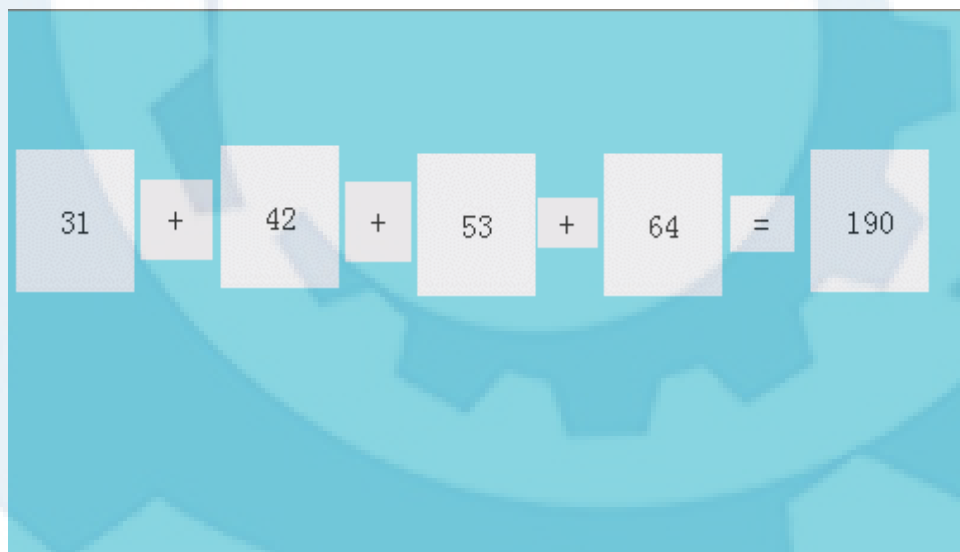 31 + 42 + 53 + 64 = 190